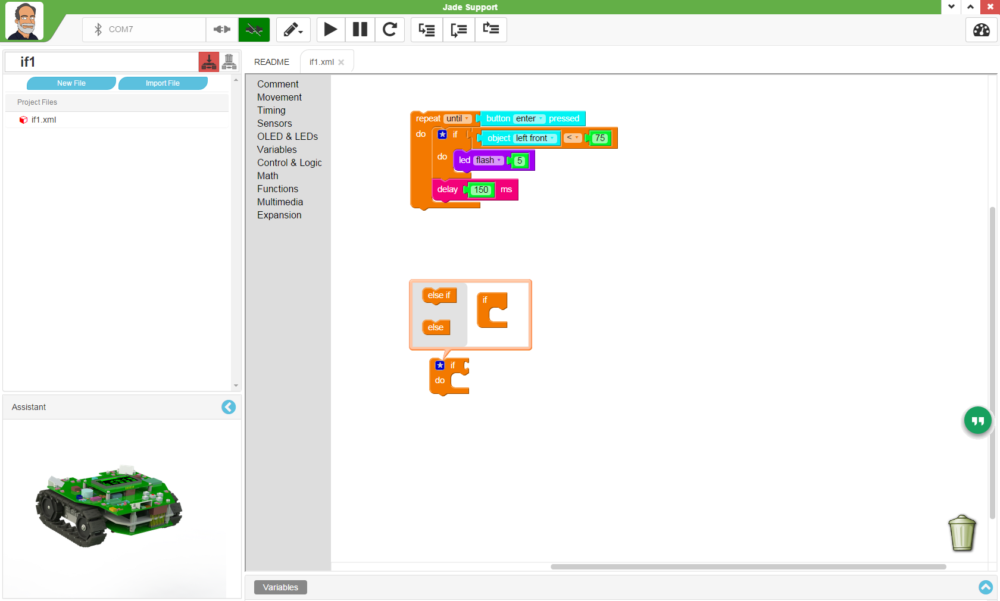 Jade Support
COM7
if1
New File
Import File
Project Files
if1.xml
Assistant
README
if1.xml
Comment
Movement
Timing
Sensors
OLED & LEDs
Variables
Control & Logic
Math
Functions
Multimedia
Expansion
repeat until button enter pressed
do if object left front < 75
do led flash 5
delay 150 ms
else if
if
else
if
do
Variables